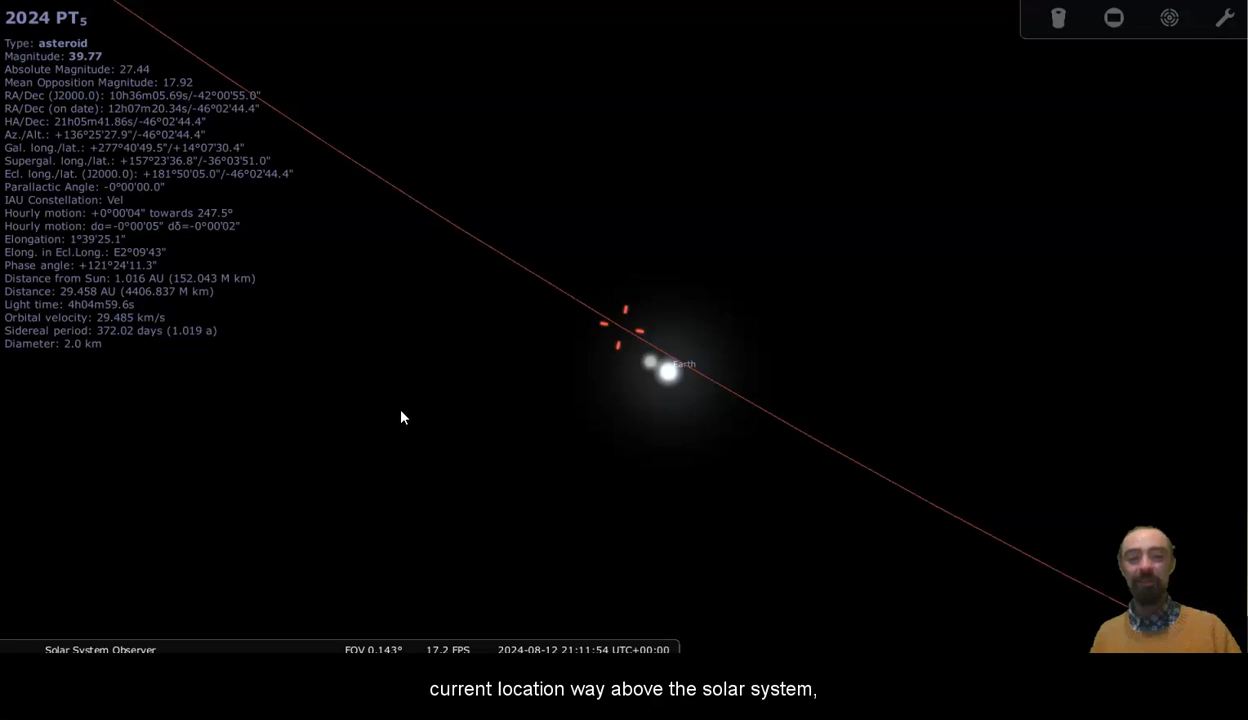 2024 PT₅
Type: asteroid
Magnitude: 39.77
Absolute Magnitude: 27.44
Mean Opposition Magnitude: 17.92
RA/Dec (J2000.0): 10h36m05.69s/-42°00'55.0"
RA/Dec (on date): 12h07m20.34s/-46°02'44.4"
HA/Dec: 21h05m41.86s/-46°02'44.4"
Az./Alt.: +136°25'27.9"/-46°02'44.4"
Gal. long./lat.: +277°40'49.5"/+14°07'30.4"
Supergal. long./lat.: +157°23'36.8"/-36°03'51.0"
Ecl. long./lat. (J2000.0): +181°50'05.0"/-46°02'44.4"
Parallactic Angle: -0°00'00.0"
IAU Constellation: Vel
Hourly motion: +0°00'04" towards 247.5°
Hourly motion: dα=-0°00'05" dδ=-0°00'02"
Elongation: 1°39'25.1"
Elong. in Ecl.Long.: E2°09'43"
Phase angle: +121°24'11.3"
Distance from Sun: 1.016 AU (152.043 M km)
Distance: 29.458 AU (4406.837 M km)
Light time: 4h04m59.6s
Orbital velocity: 29.485 km/s
Sidereal period: 372.02 days (1.019 a)
Diameter: 2.0 km
Earth
Solar System Observer FOV 0.143° 17.2 FPS 2024-08-12 21:11:54 UTC+00:00
current location way above the solar system,